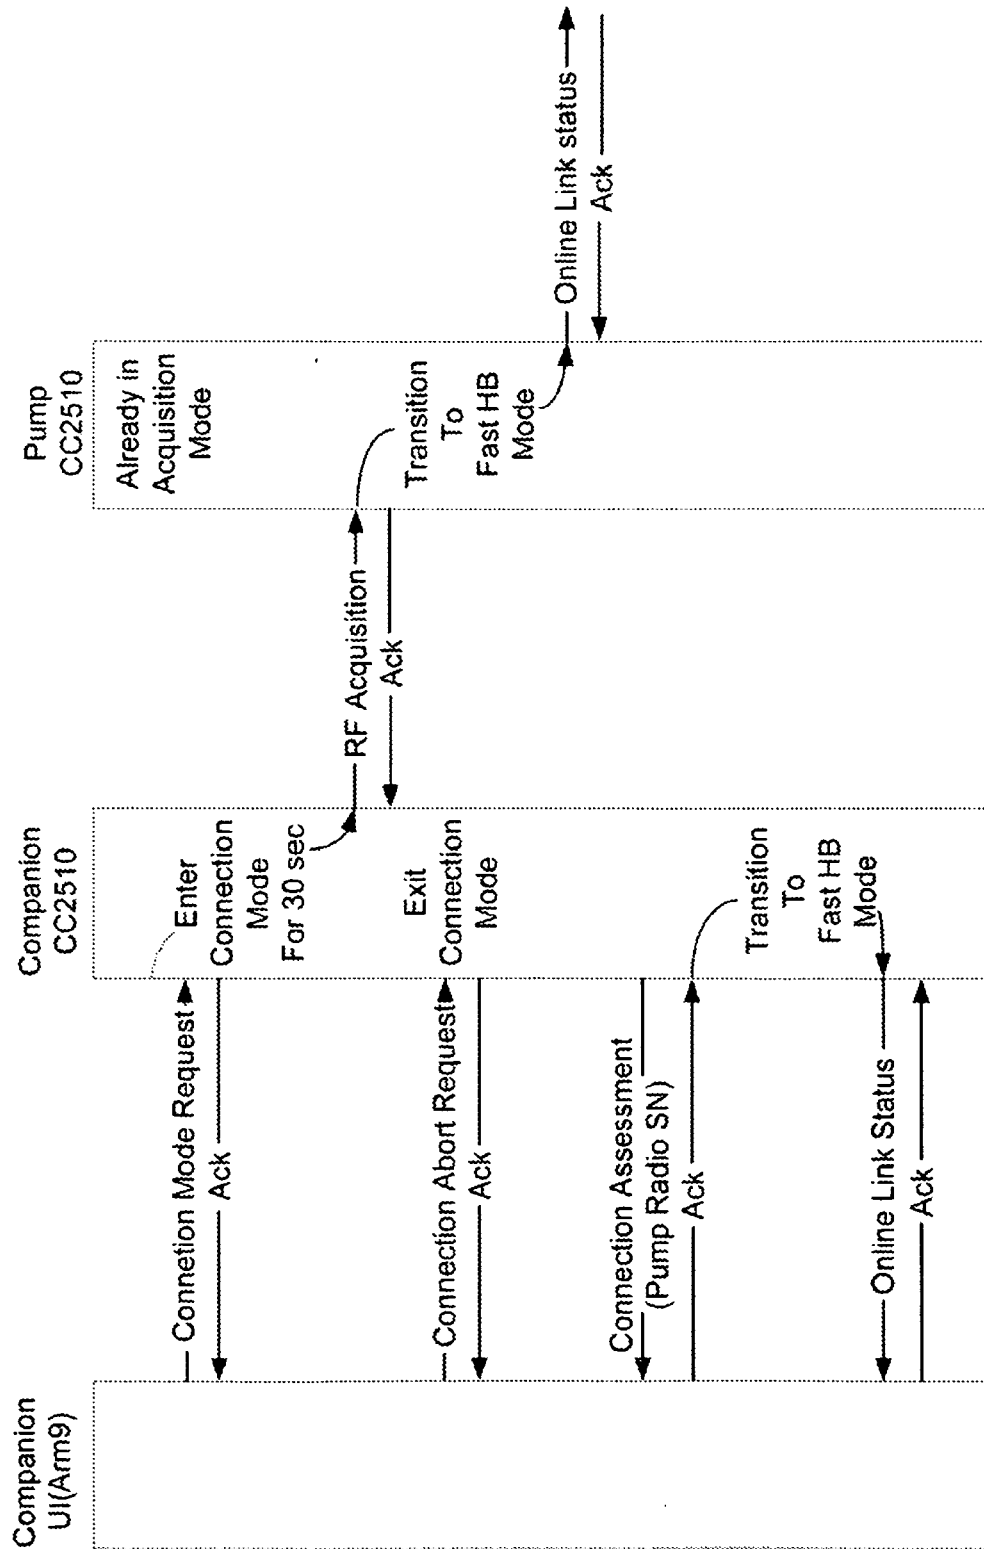 Companion
UI(Arm9)
Companion
CC2510
Pump
CC2510
Connetion Mode Request
Ack
Enter
Connection
Mode
For 30 sec
RF Acquisition
Ack
Already in
Acquisition
Mode
Connection Abort Request
Ack
Exit
Connection
Mode
Transition
To
Fast HB
Mode
Online Link status
Ack
Connection Assessment
(Pump Radio SN)
Ack
Transition
To
Fast HB
Mode
Online Link Status
Ack